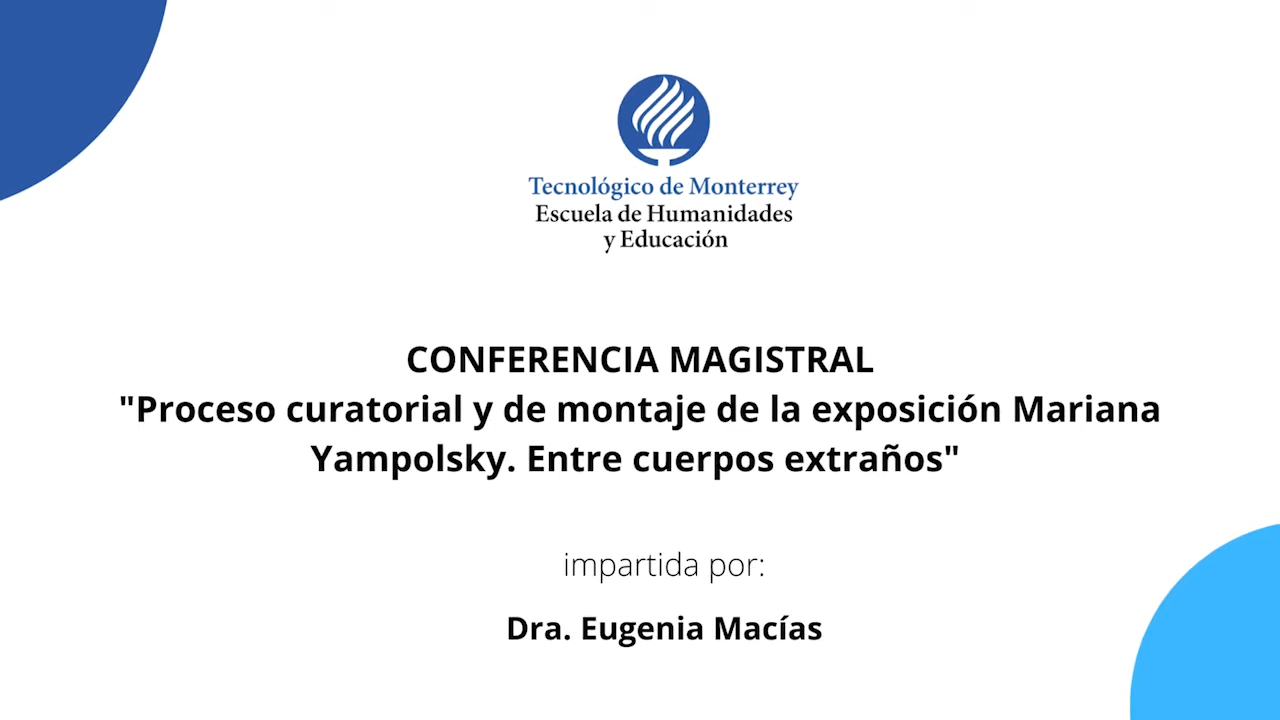 Tecnológico de Monterrey
Escuela de Humanidades
y Educación
CONFERENCIA MAGISTRAL
"Proceso curatorial y de montaje de la exposición Mariana
Yampolsky. Entre cuerpos extraños"
impartida por:
Dra. Eugenia Macías